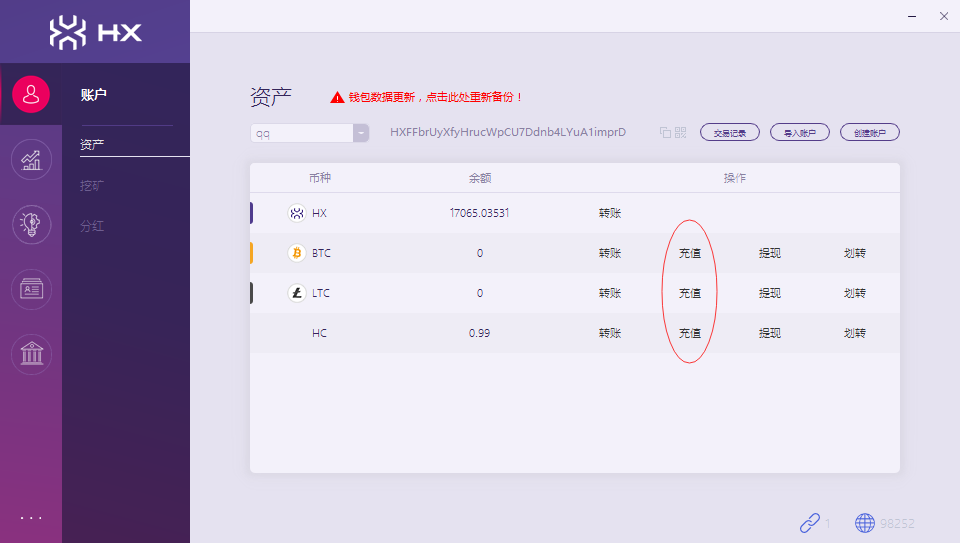 HX
账户
资产
挖矿
分红
资产
钱包数据更新，点击此处重新备份！
qq
HXFFbrUyXfyHrucWpCU7Ddnb4LYuA1imprD
交易记录
导入账户
创建账户
币种 余额 操作
HX 17065.03531 转账
BTC 0 转账 充值 提现 划转
LTC 0 转账 充值 提现 划转
HC 0.99 转账 充值 提现 划转
1
98252